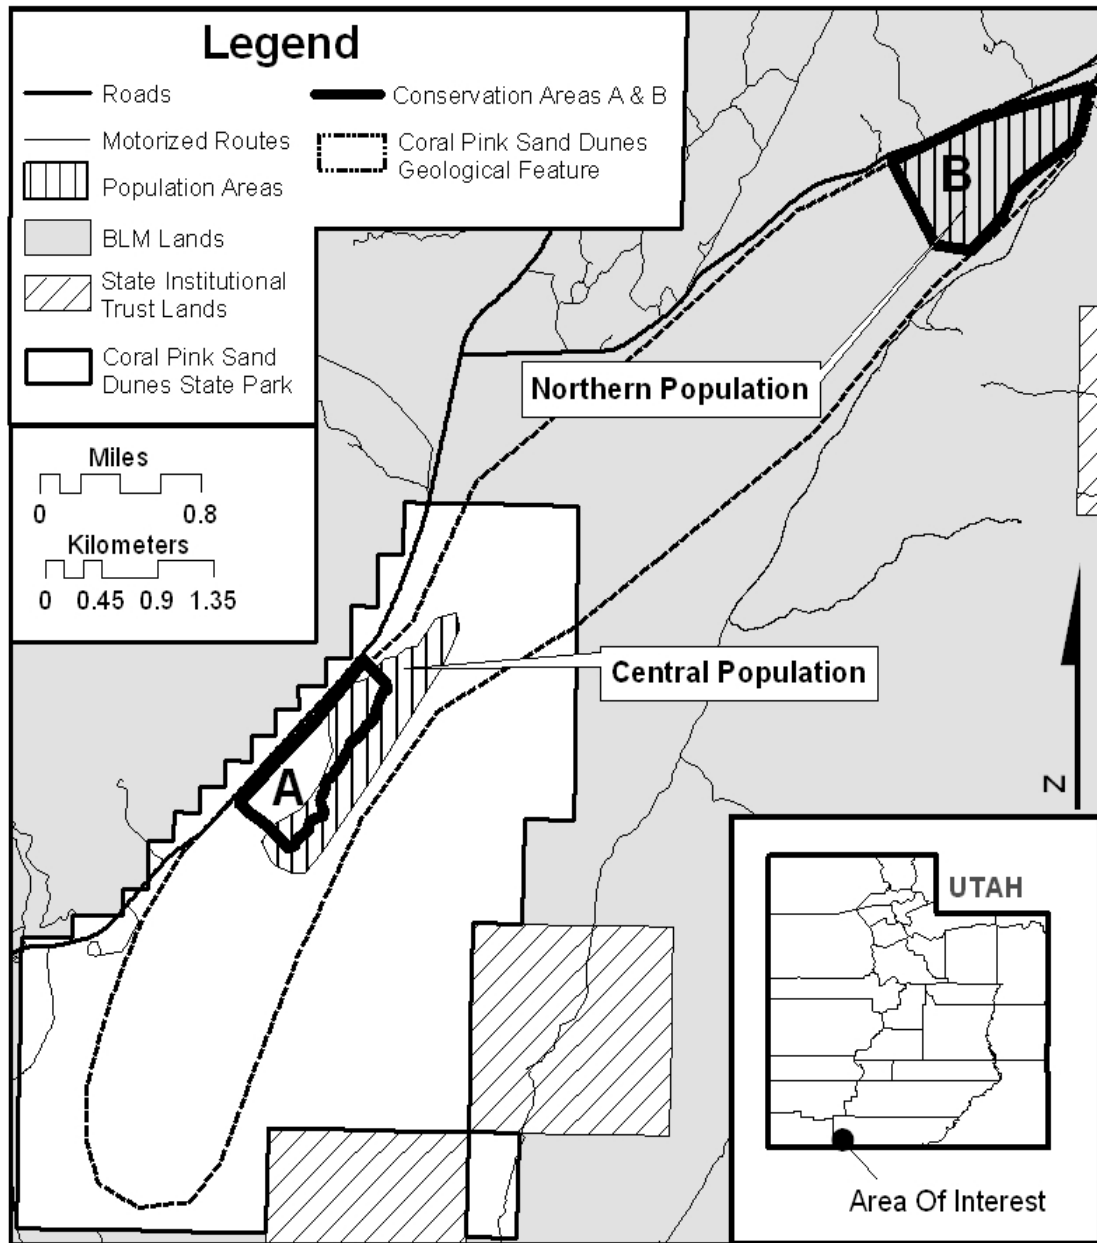 Legend
Roads
Motorized Routes
Population Areas
BLM Lands
State Institutional
Trust Lands
Coral Pink Sand
Dunes State Park
Conservation Areas A & B
Coral Pink Sand Dunes
Geological Feature
Miles
0 0.8
Kilometers
0 0.45 0.9 1.35
B
Northern Population
Central Population
A
N
UTAH
Area Of Interest